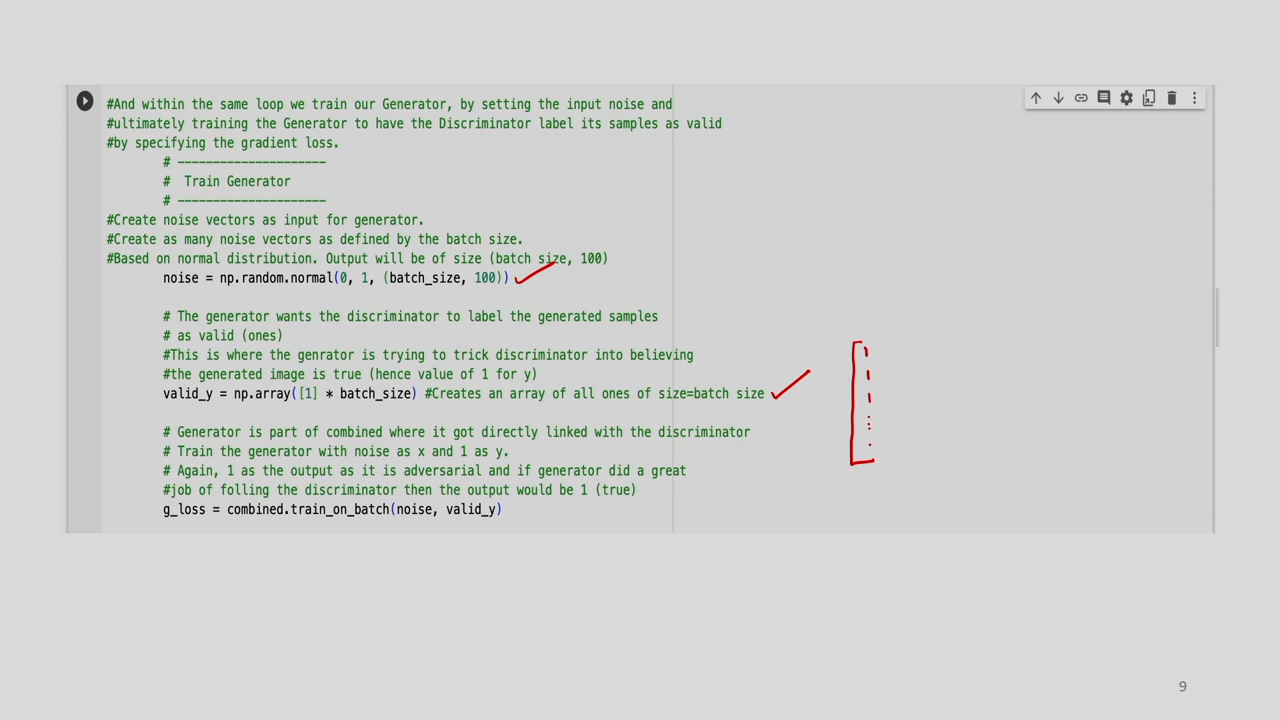 #And within the same loop we train our Generator, by setting the input noise and
#ultimately training the Generator to have the Discriminator label its samples as valid
#by specifying the gradient loss.
# ---------------------
# Train Generator
# ---------------------
#Create noise vectors as input for generator.
#Create as many noise vectors as defined by the batch size.
#Based on normal distribution. Output will be of size (batch size, 100)
noise = np.random.normal(0, 1, (batch_size, 100))
# The generator wants the discriminator to label the generated samples
# as valid (ones)
#This is where the genrator is trying to trick discriminator into believing
#the generated image is true (hence value of 1 for y)
valid_y = np.array([1] * batch_size) #Creates an array of all ones of size=batch size
# Generator is part of combined where it got directly linked with the discriminator
# Train the generator with noise as x and 1 as y.
# Again, 1 as the output as it is adversarial and if generator did a great
#job of folling the discriminator then the output would be 1 (true)
g_loss = combined.train_on_batch(noise, valid_y)
9